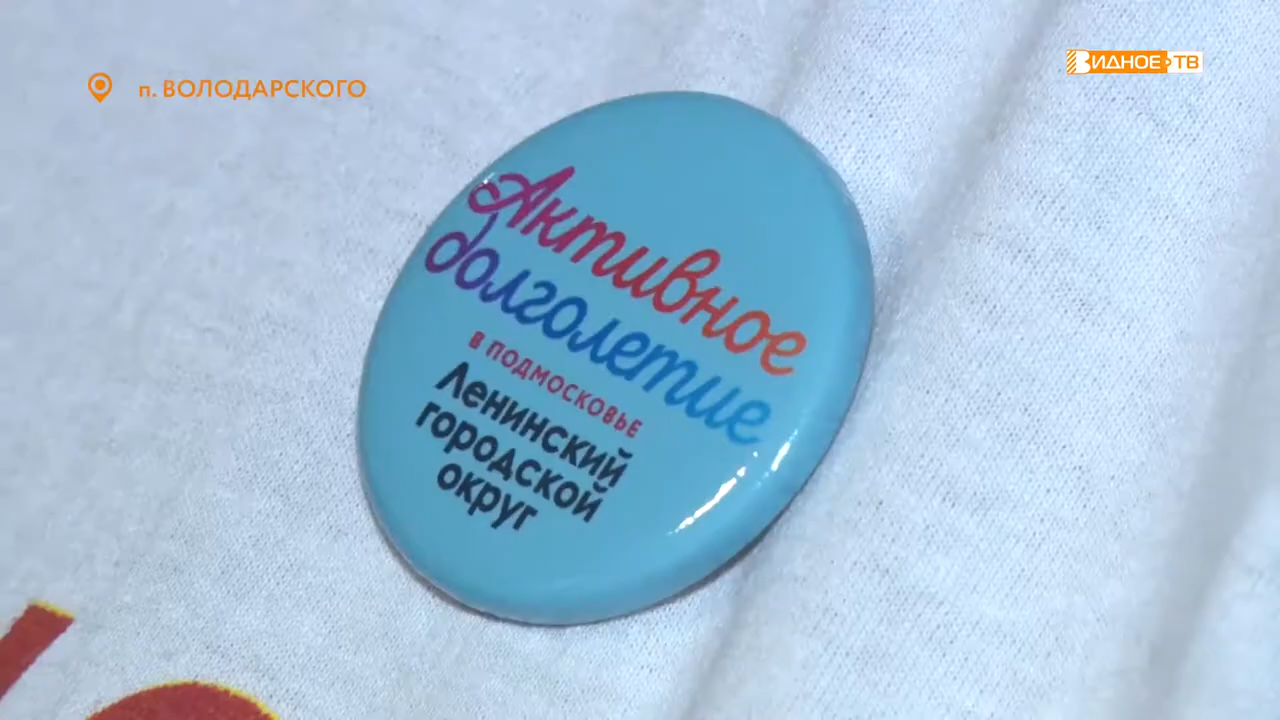 п. ВОЛОДАРСКОГО
ВИДНОЕ ТВ
Активное
долголетие
в подмосковье
Ленинский
городской
округ